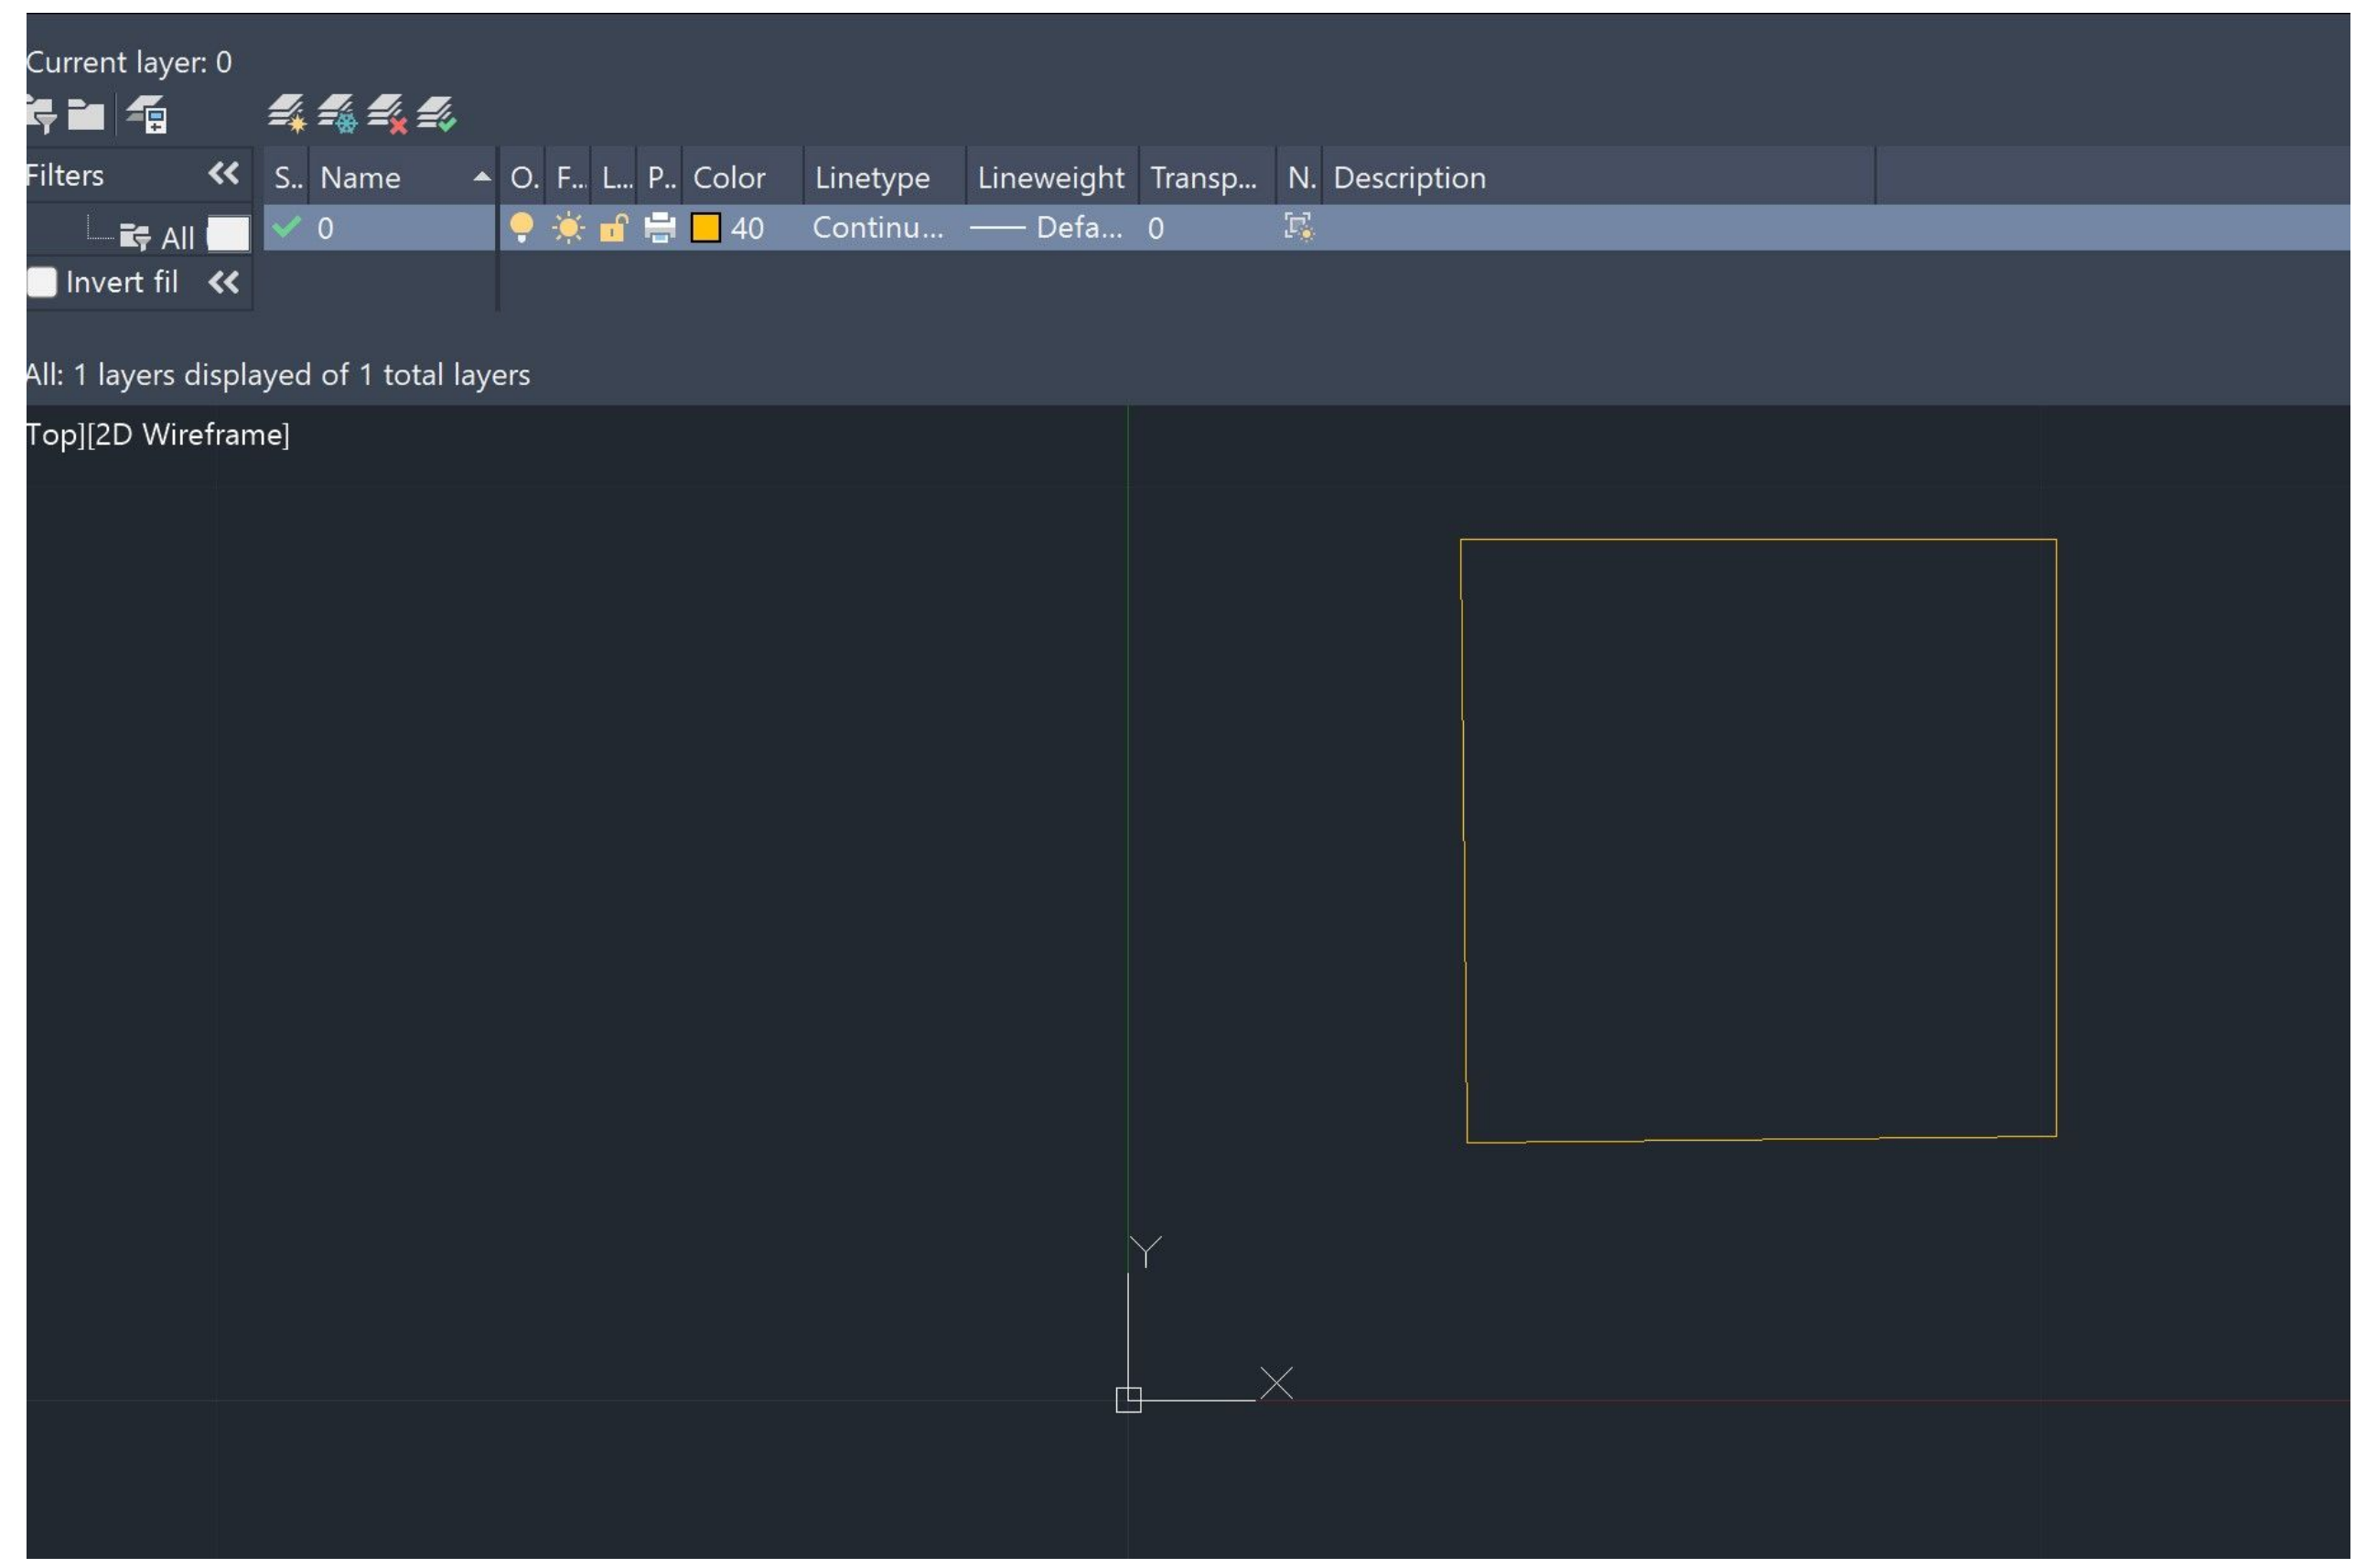 Current layer: 0
Filters
S.. Name O. F... L... P.. Color Linetype Lineweight Transp... N. Description
All
0 40 Continu... Defa... 0
Invert fil
All: 1 layers displayed of 1 total layers
Top][2D Wireframe]
Y
X